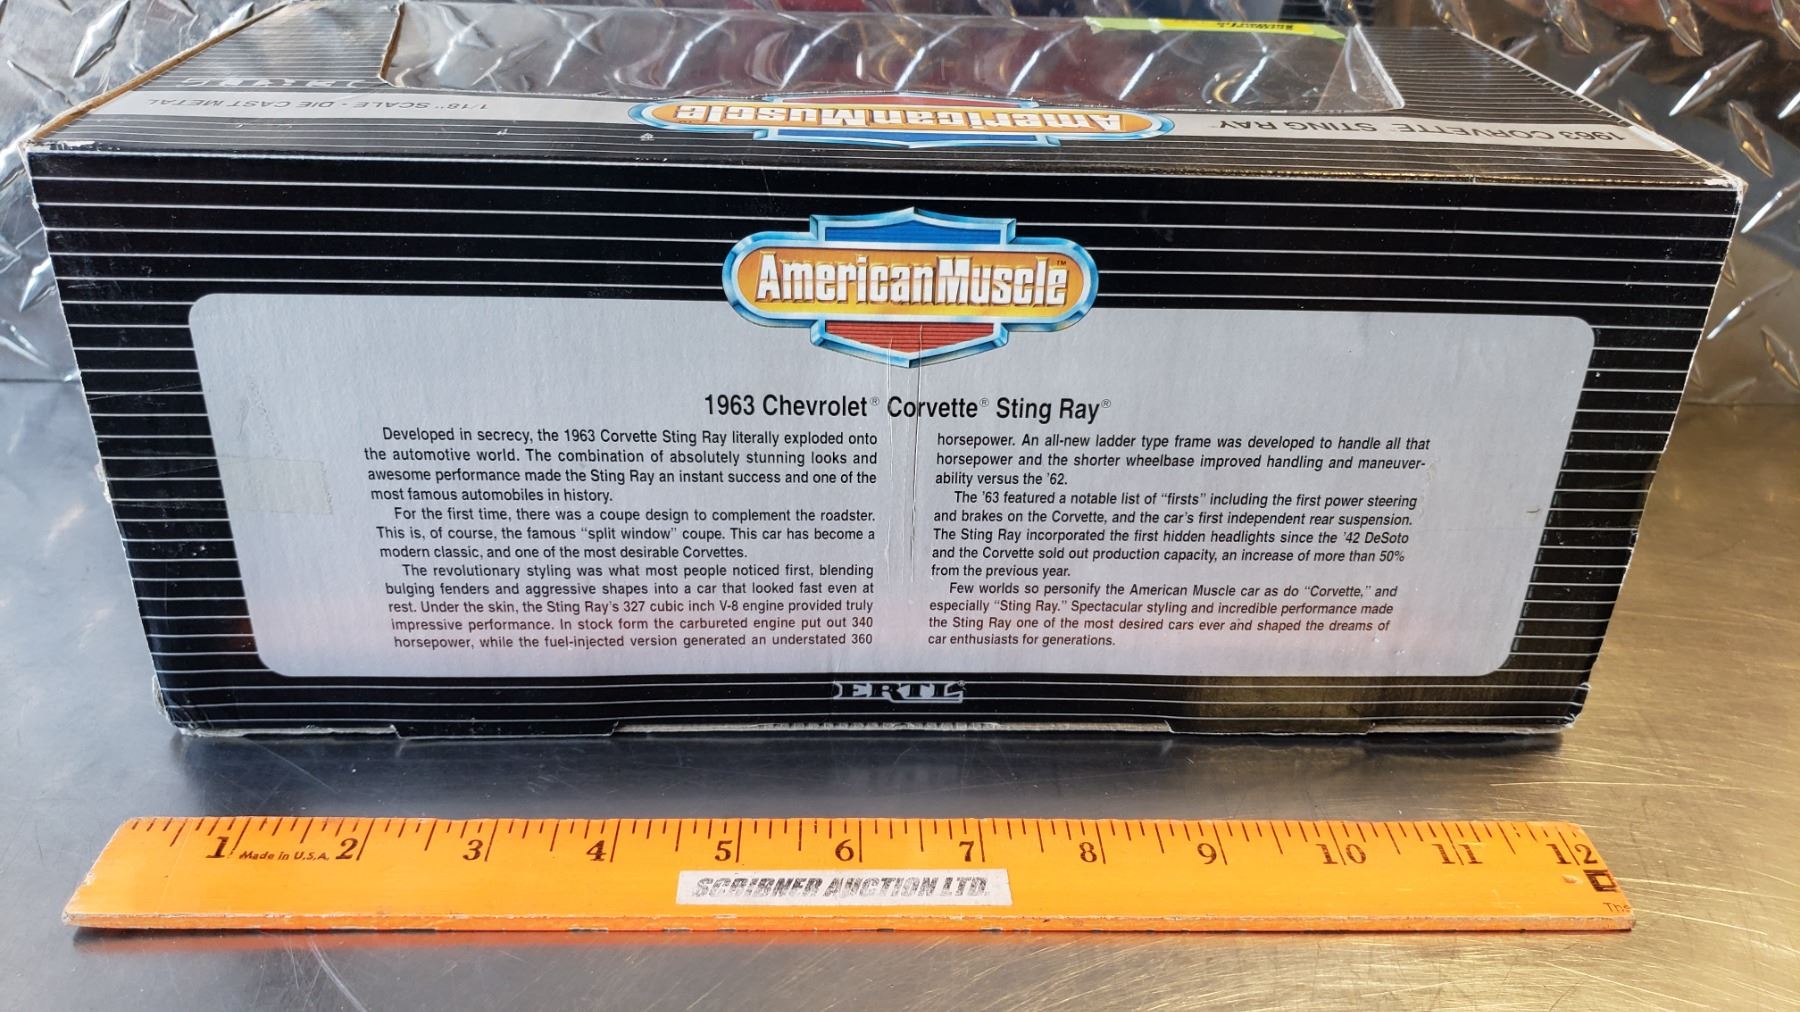 1/18" SCALE - DIE CAST METAL
AmericanMuscle
1963 CORVETTE STING RAY
AmericanMuscle™
1963 Chevrolet® Corvette® Sting Ray®
Developed in secrecy, the 1963 Corvette Sting Ray literally exploded onto
the automotive world. The combination of absolutely stunning looks and
awesome performance made the Sting Ray an instant success and one of the
most famous automobiles in history.
For the first time, there was a coupe design to complement the roadster.
This is, of course, the famous “split window” coupe. This car has become a
modern classic, and one of the most desirable Corvettes.
The revolutionary styling was what most people noticed first, blending
bulging fenders and aggressive shapes into a car that looked fast even at
rest. Under the skin, the Sting Ray's 327 cubic inch V-8 engine provided truly
impressive performance. In stock form the carbureted engine put out 340
horsepower, while the fuel-injected version generated an understated 360
horsepower. An all-new ladder type frame was developed to handle all that
horsepower and the shorter wheelbase improved handling and maneuver-
ability versus the '62.
The '63 featured a notable list of “firsts” including the first power steering
and brakes on the Corvette, and the car's first independent rear suspension.
The Sting Ray incorporated the first hidden headlights since the '42 DeSoto
and the Corvette sold out production capacity, an increase of more than 50%
from the previous year.
Few worlds so personify the American Muscle car as do “Corvette,” and
especially “Sting Ray.” Spectacular styling and incredible performance made
the Sting Ray one of the most desired cars ever and shaped the dreams of
car enthusiasts for generations.
ERTL®
1 Made in U.S.A. 2 3 4 5 6 7 8 9 10 11 12
SCRIBNER AUCTION LTD.
The